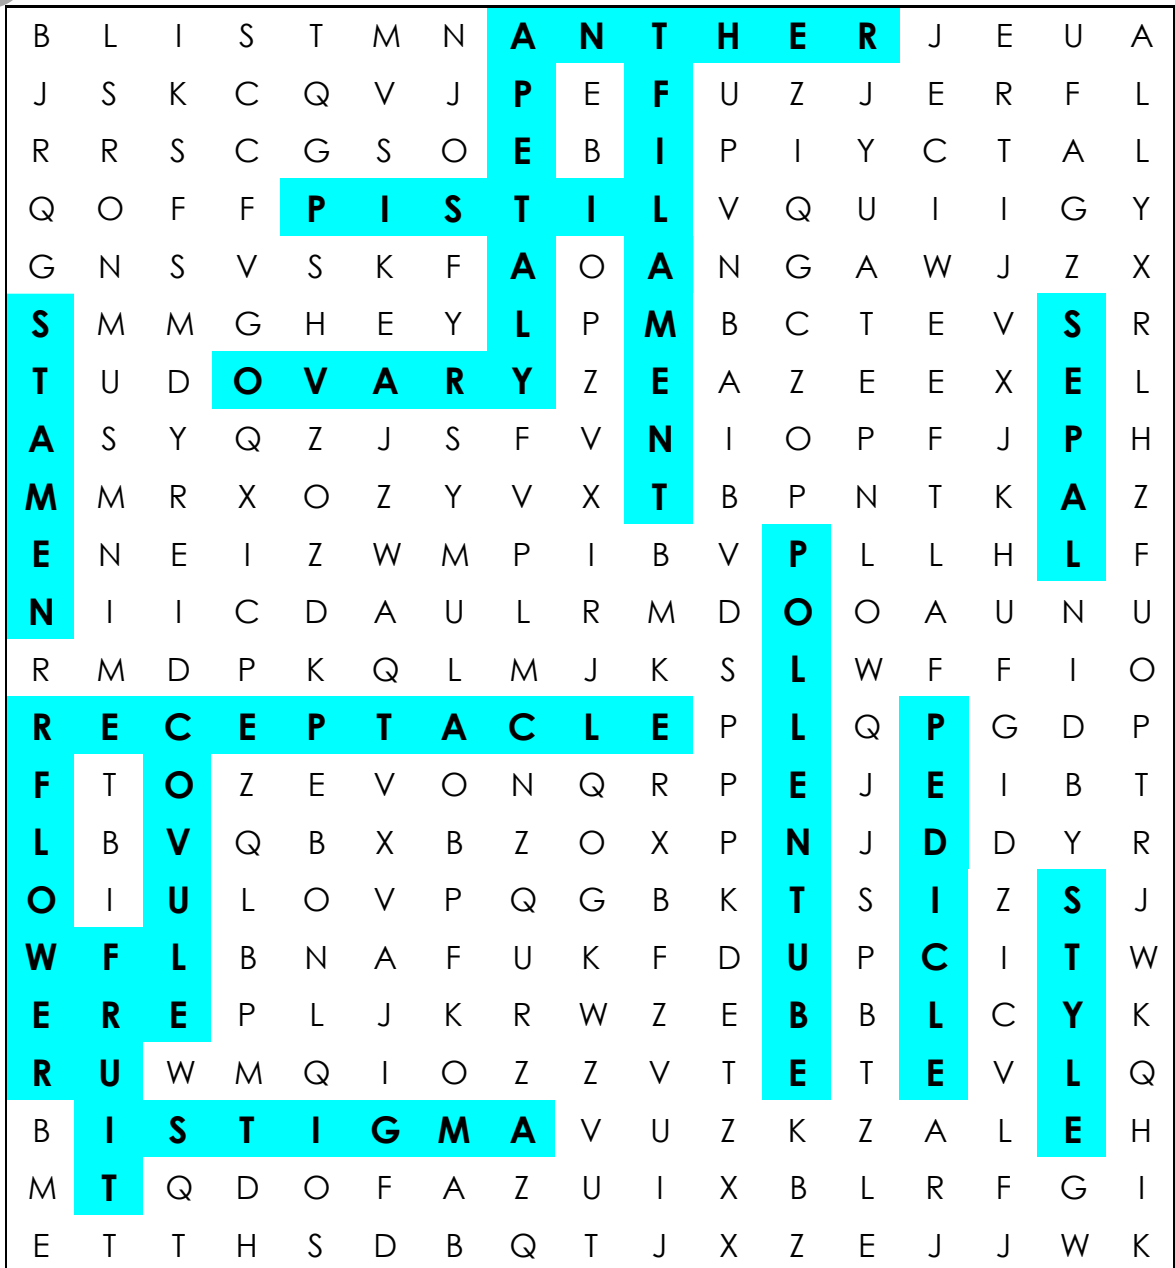 B L I S T M N A N T H E R J E U A
J S K C Q V J P E F U Z J E R F L
R R S C G S O E B I P I Y C T A L
Q O F F P I S T I L V Q U I I G Y
G N S V S K F A O A N G A W J Z X
S M M G H E Y L P M B C T E V S R
T U D O V A R Y Z E A Z E E X E L
A S Y Q Z J S F V N I O P F J P H
M M R X O Z Y V X T B P N T K A Z
E N E I Z W M P I B V P L L H L F
N I I C D A U L R M D O O A U N U
R M D P K Q L M J K S L W F F I O
R E C E P T A C L E P L Q P G D P
F T O Z E V O N Q R P E J E I B T
L B V Q B X B Z O X P N J D D Y R
O I U L O V P Q G B K T S I Z S J
W F L B N A F U K F D U P C I T W
E R E P L J K R W Z E B B L C Y K
R U W M Q I O Z Z V T E T E V L Q
B I S T I G M A V U Z K Z A L E H
M T Q D O F A Z U I X B L R F G I
E T T H S D B Q T J X Z E J J W K